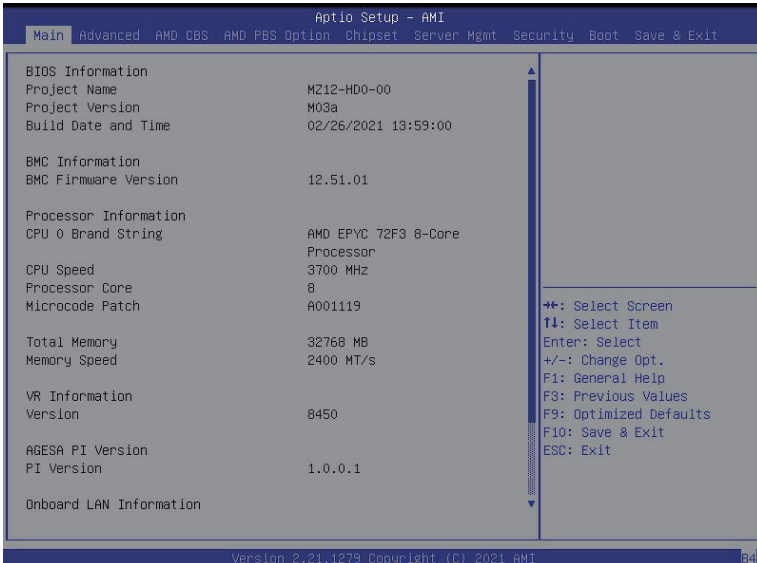 Aptio Setup - AMI
Main Advanced AMD CBS AMD PBS Option Chipset Server Mgmt Security Boot Save & Exit
BIOS Information
Project Name MZ12-HD0-00
Project Version M03a
Build Date and Time 02/26/2021 13:59:00
BMC Information
BMC Firmware Version 12.51.01
Processor Information
CPU 0 Brand String AMD EPYC 72F3 8-Core
Processor
CPU Speed 3700 MHz
Processor Core 8
Microcode Patch A001119
Total Memory 32768 MB
Memory Speed 2400 MT/s
VR Information
Version 8450
AGESA PI Version
PI Version 1.0.0.1
Onboard LAN Information
→←: Select Screen
↑↓: Select Item
Enter: Select
+/-: Change Opt.
F1: General Help
F3: Previous Values
F9: Optimized Defaults
F10: Save & Exit
ESC: Exit
Version 2.21.1279 Copyright (C) 2021 AMI
B4